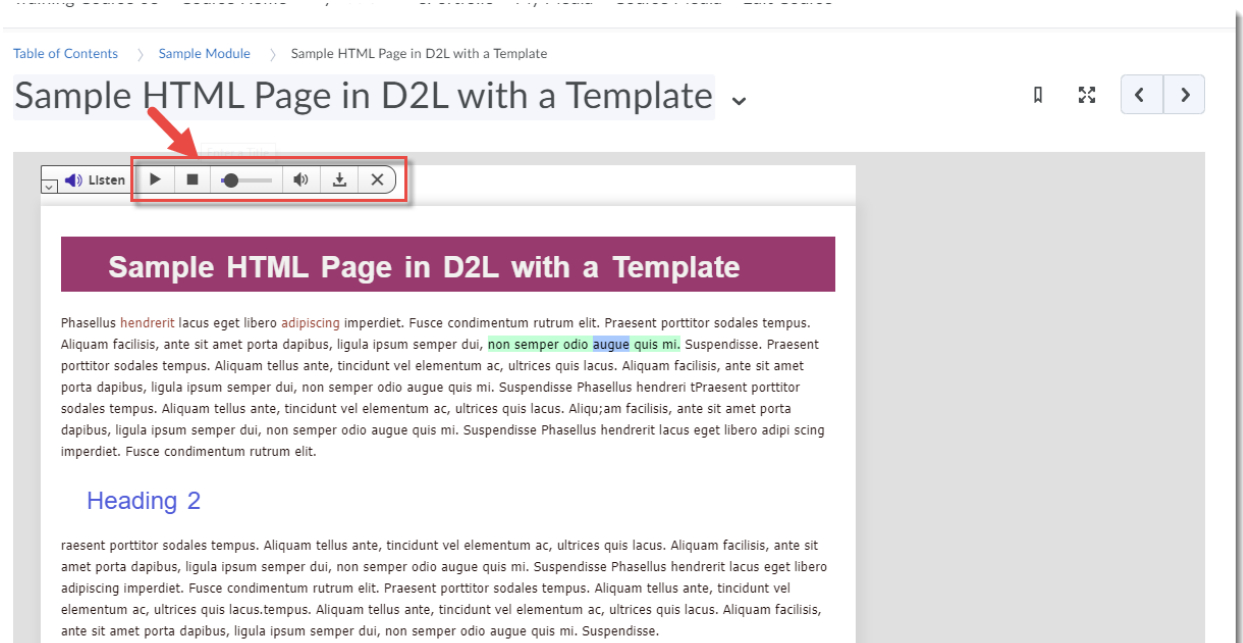 Table of Contents > Sample Module > Sample HTML Page in D2L with a Template
Sample HTML Page in D2L with a Template
Listen
Sample HTML Page in D2L with a Template
Phasellus hendrerit lacus eget libero adipiscing imperdiet. Fusce condimentum rutrum elit. Praesent porttitor sodales tempus.
Aliquam facilisis, ante sit amet porta dapibus, ligula ipsum semper dui, non semper odio augue quis mi. Suspendisse. Praesent
porttitor sodales tempus. Aliquam tellus ante, tincidunt vel elementum ac, ultrices quis lacus. Aliquam facilisis, ante sit amet
porta dapibus, ligula ipsum semper dui, non semper odio augue quis mi. Suspendisse Phasellus hendreri tPraesent porttitor
sodales tempus. Aliquam tellus ante, tincidunt vel elementum ac, ultrices quis lacus. Aliqu;am facilisis, ante sit amet porta
dapibus, ligula ipsum semper dui, non semper odio augue quis mi. Suspendisse Phasellus hendrerit lacus eget libero adipi scing
imperdiet. Fusce condimentum rutrum elit.
Heading 2
raesent porttitor sodales tempus. Aliquam tellus ante, tincidunt vel elementum ac, ultrices quis lacus. Aliquam facilisis, ante sit
amet porta dapibus, ligula ipsum semper dui, non semper odio augue quis mi. Suspendisse Phasellus hendrerit lacus eget libero
adipiscing imperdiet. Fusce condimentum rutrum elit. Praesent porttitor sodales tempus. Aliquam tellus ante, tincidunt vel
elementum ac, ultrices quis lacus.tempus. Aliquam tellus ante, tincidunt vel elementum ac, ultrices quis lacus. Aliquam facilisis,
ante sit amet porta dapibus, ligula ipsum semper dui, non semper odio augue quis mi. Suspendisse.